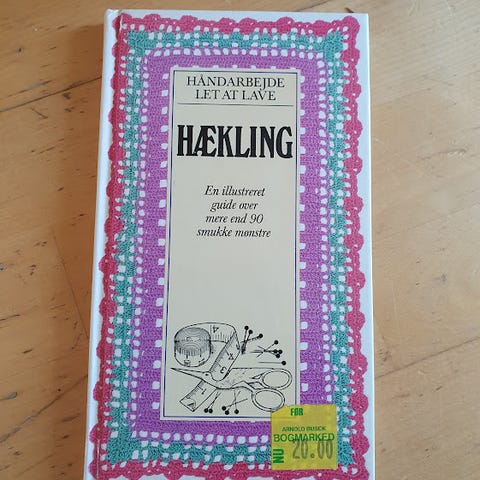 HÅNDARBEJDE
LET AT LAVE
HÆKLING
En illustreret
guide over
mere end 90
smukke mønstre
FØR
ARNOLD BUSCK
BOGMARKED
NU 20.00